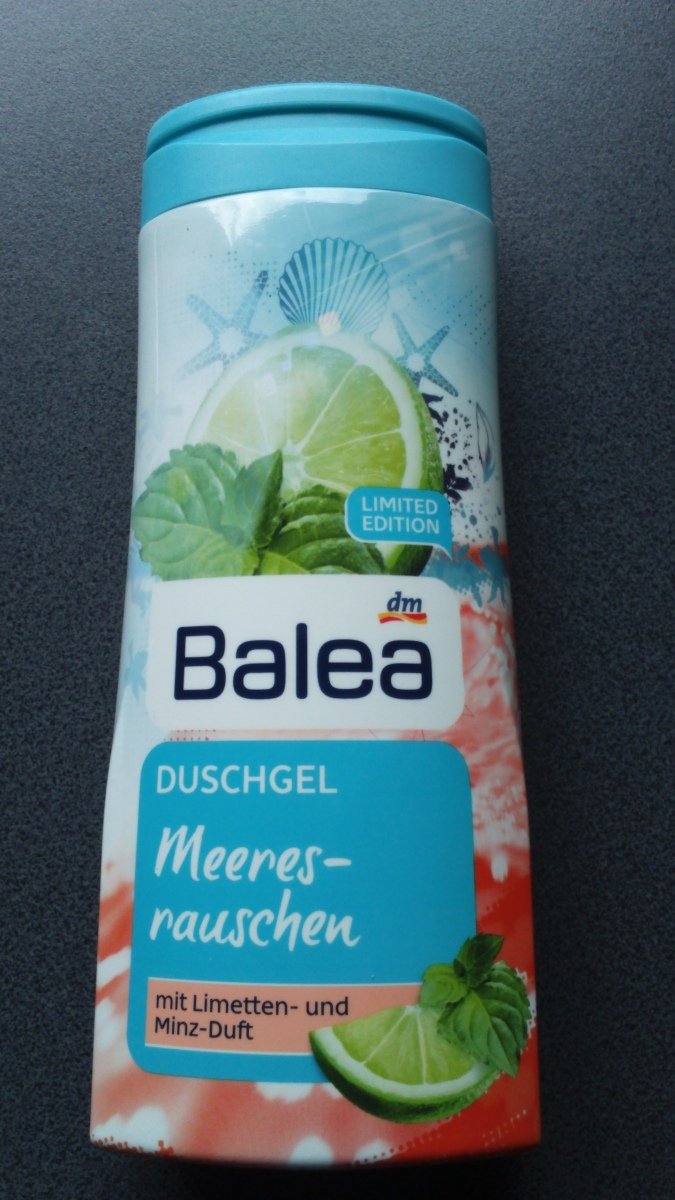 LIMITED
EDITION
dm
Balea
DUSCHGEL
Meeres-
rauschen
mit Limetten- und
Minz-Duft